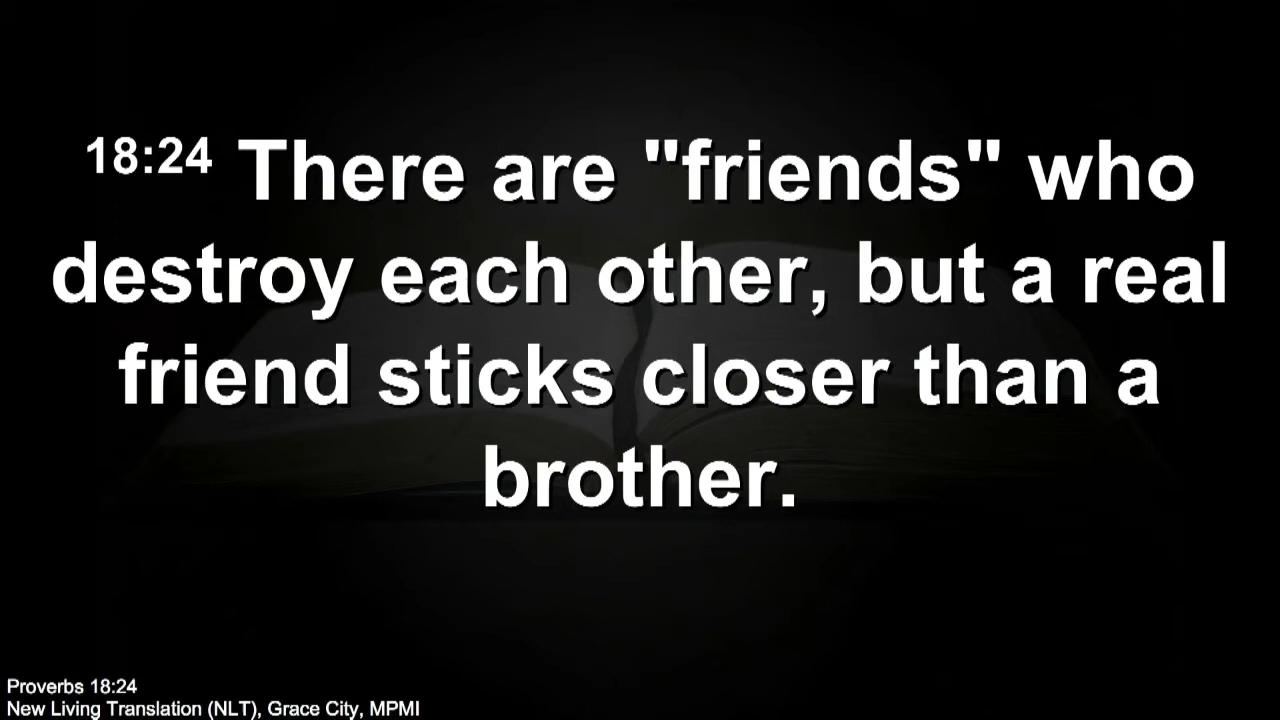 18:24 There are "friends" who
destroy each other, but a real
friend sticks closer than a
brother.
Proverbs 18:24
New Living Translation (NLT), Grace City, MPMI